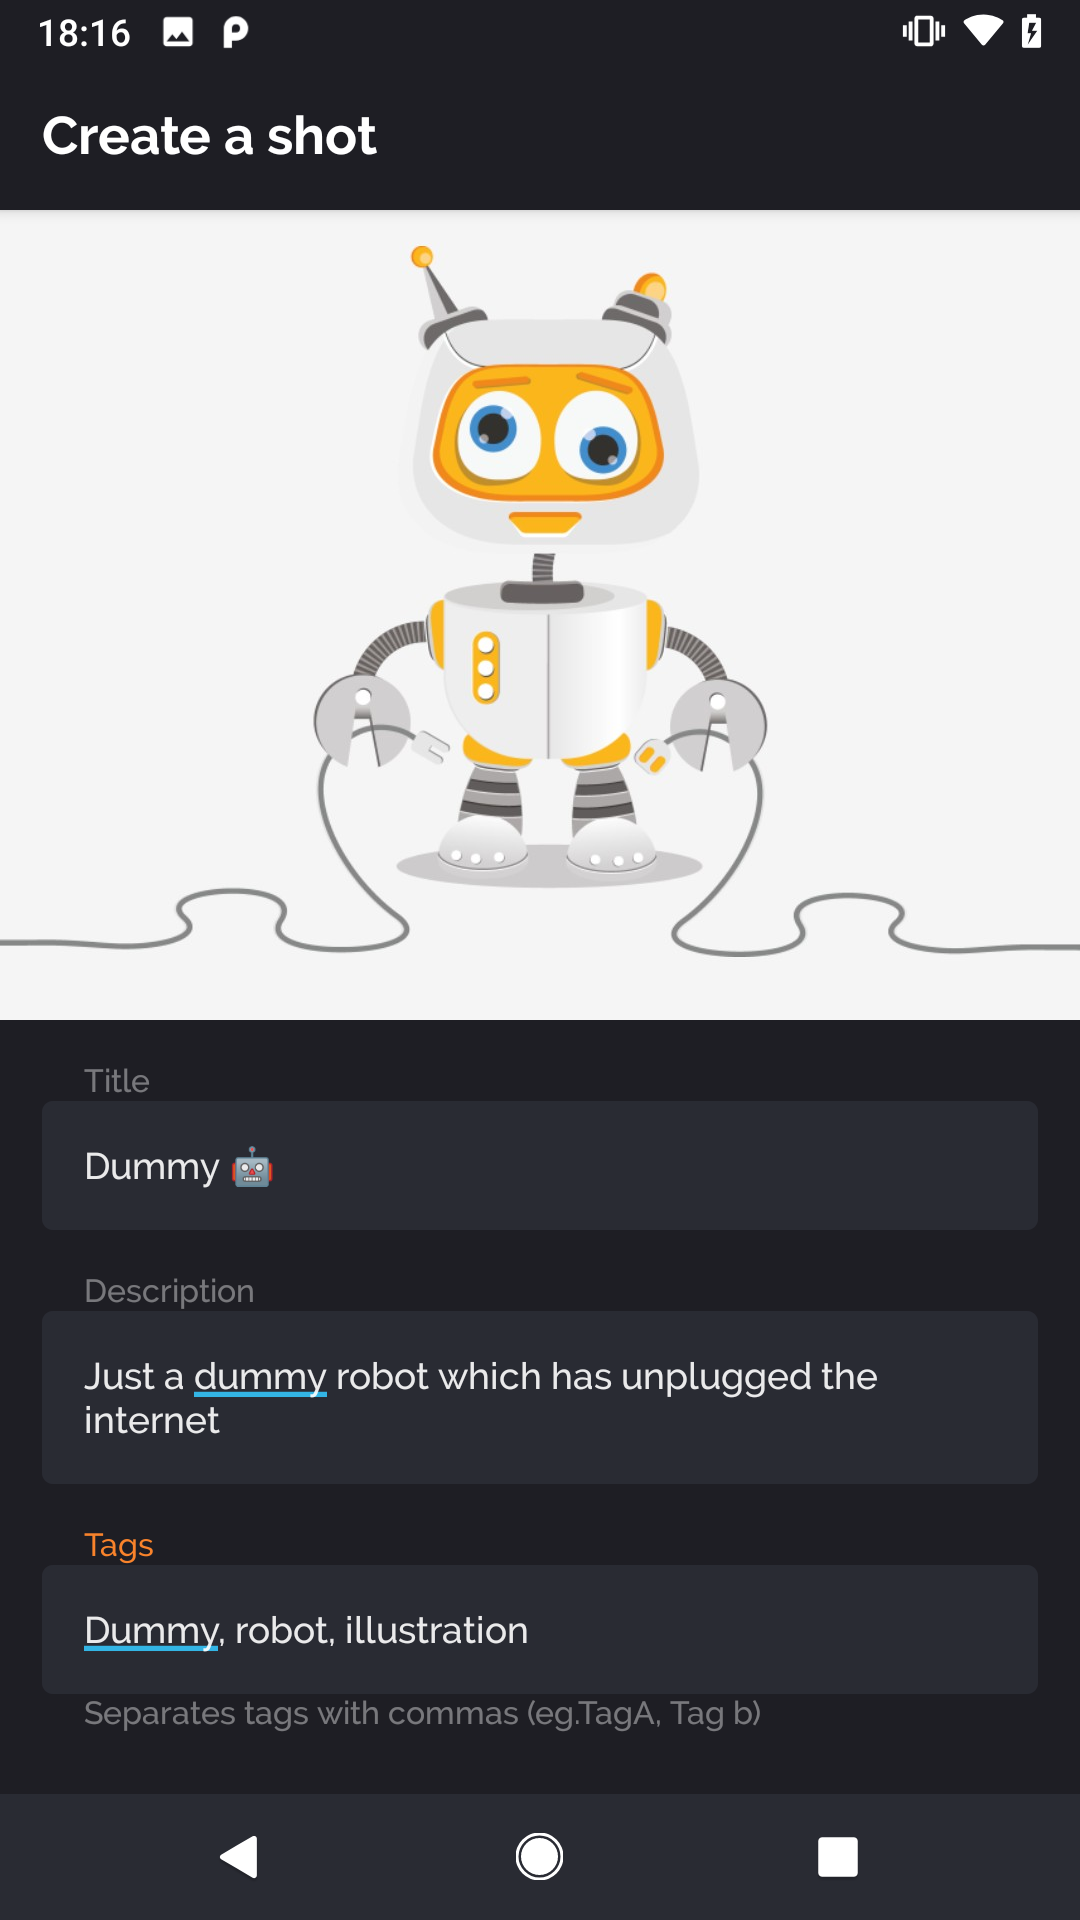 18:16
Create a shot
Title
Dummy 🤖
Description
Just a dummy robot which has unplugged the
internet
Tags
Dummy, robot, illustration
Separates tags with commas (eg.TagA, Tag b)